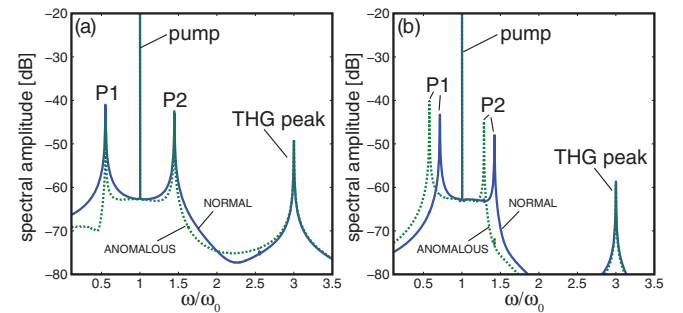 (a)
pump
P1
P2
THG peak
NORMAL
ANOMALOUS
spectral amplitude [dB]
−20
−30
−40
−50
−60
−70
−80
0.5 1 1.5 2 2.5 3 3.5
ω/ω0
(b)
pump
P1
P2
THG peak
NORMAL
ANOMALOUS
spectral amplitude [dB]
−20
−30
−40
−50
−60
−70
−80
0.5 1 1.5 2 2.5 3 3.5
ω/ω0